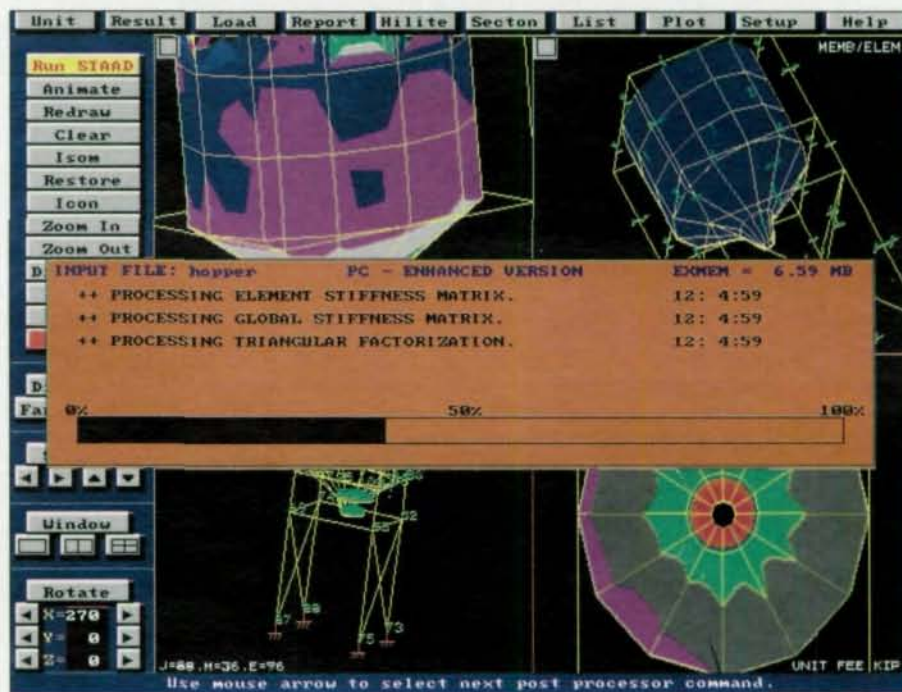 Unit Result Load Report Hilite Secton List Plot Setup Help
MEMB/ELEM
Run STAAD
Animate
Redraw
Clear
Isom
Restore
Icon
Zoom In
Zoom Out
INPUT FILE: hopper PC - ENHANCED VERSION EXMEM = 6.59 MB
++ PROCESSING ELEMENT STIFFNESS MATRIX. 12: 4:59
++ PROCESSING GLOBAL STIFFNESS MATRIX. 12: 4:59
++ PROCESSING TRIANGULAR FACTORIZATION. 12: 4:59
0% 50% 100%
Window
Rotate
X=270
Y= 0
Z= 0
J=88,M=36,E=96
UNIT FEE KIP
Use mouse arrow to select next post processor command.